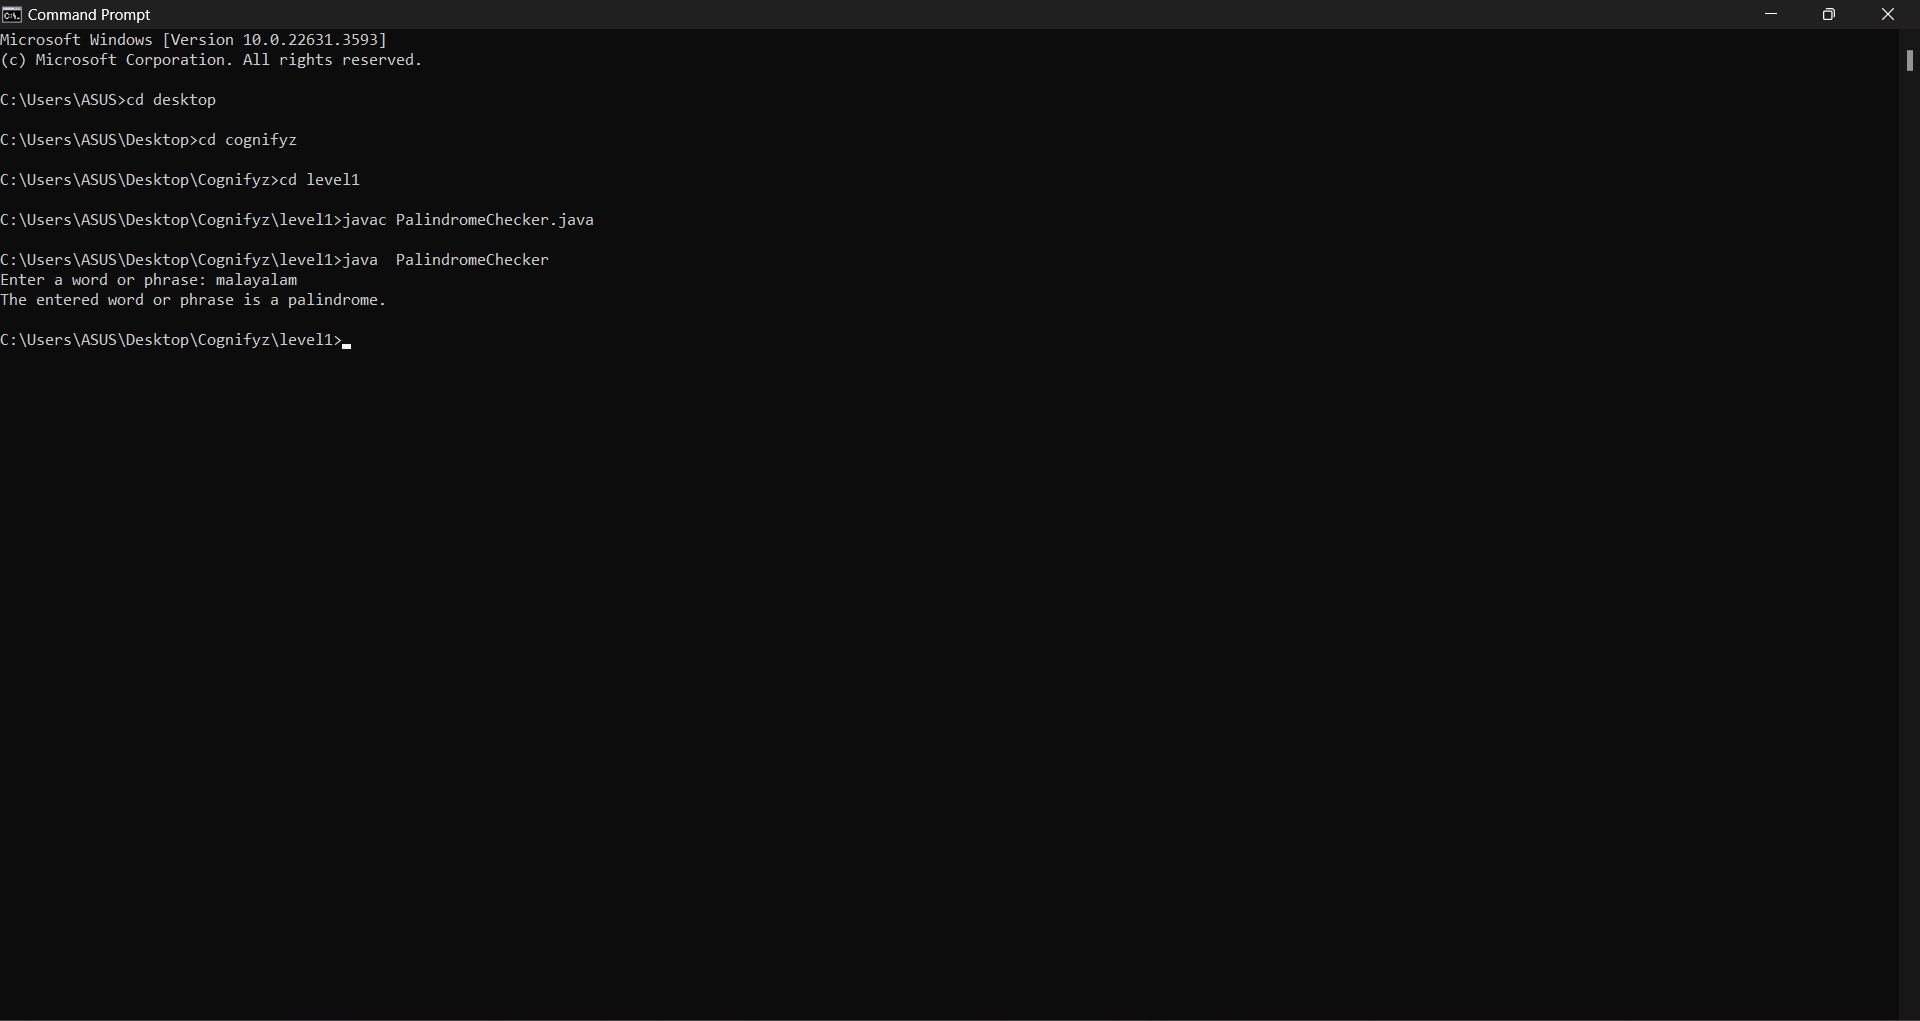 Command Prompt
Microsoft Windows [Version 10.0.22631.3593]
(c) Microsoft Corporation. All rights reserved.
C:\Users\ASUS>cd desktop
C:\Users\ASUS\Desktop>cd cognifyz
C:\Users\ASUS\Desktop\Cognifyz>cd level1
C:\Users\ASUS\Desktop\Cognifyz\level1>javac PalindromeChecker.java
C:\Users\ASUS\Desktop\Cognifyz\level1>java  PalindromeChecker
Enter a word or phrase: malayalam
The entered word or phrase is a palindrome.
C:\Users\ASUS\Desktop\Cognifyz\level1>